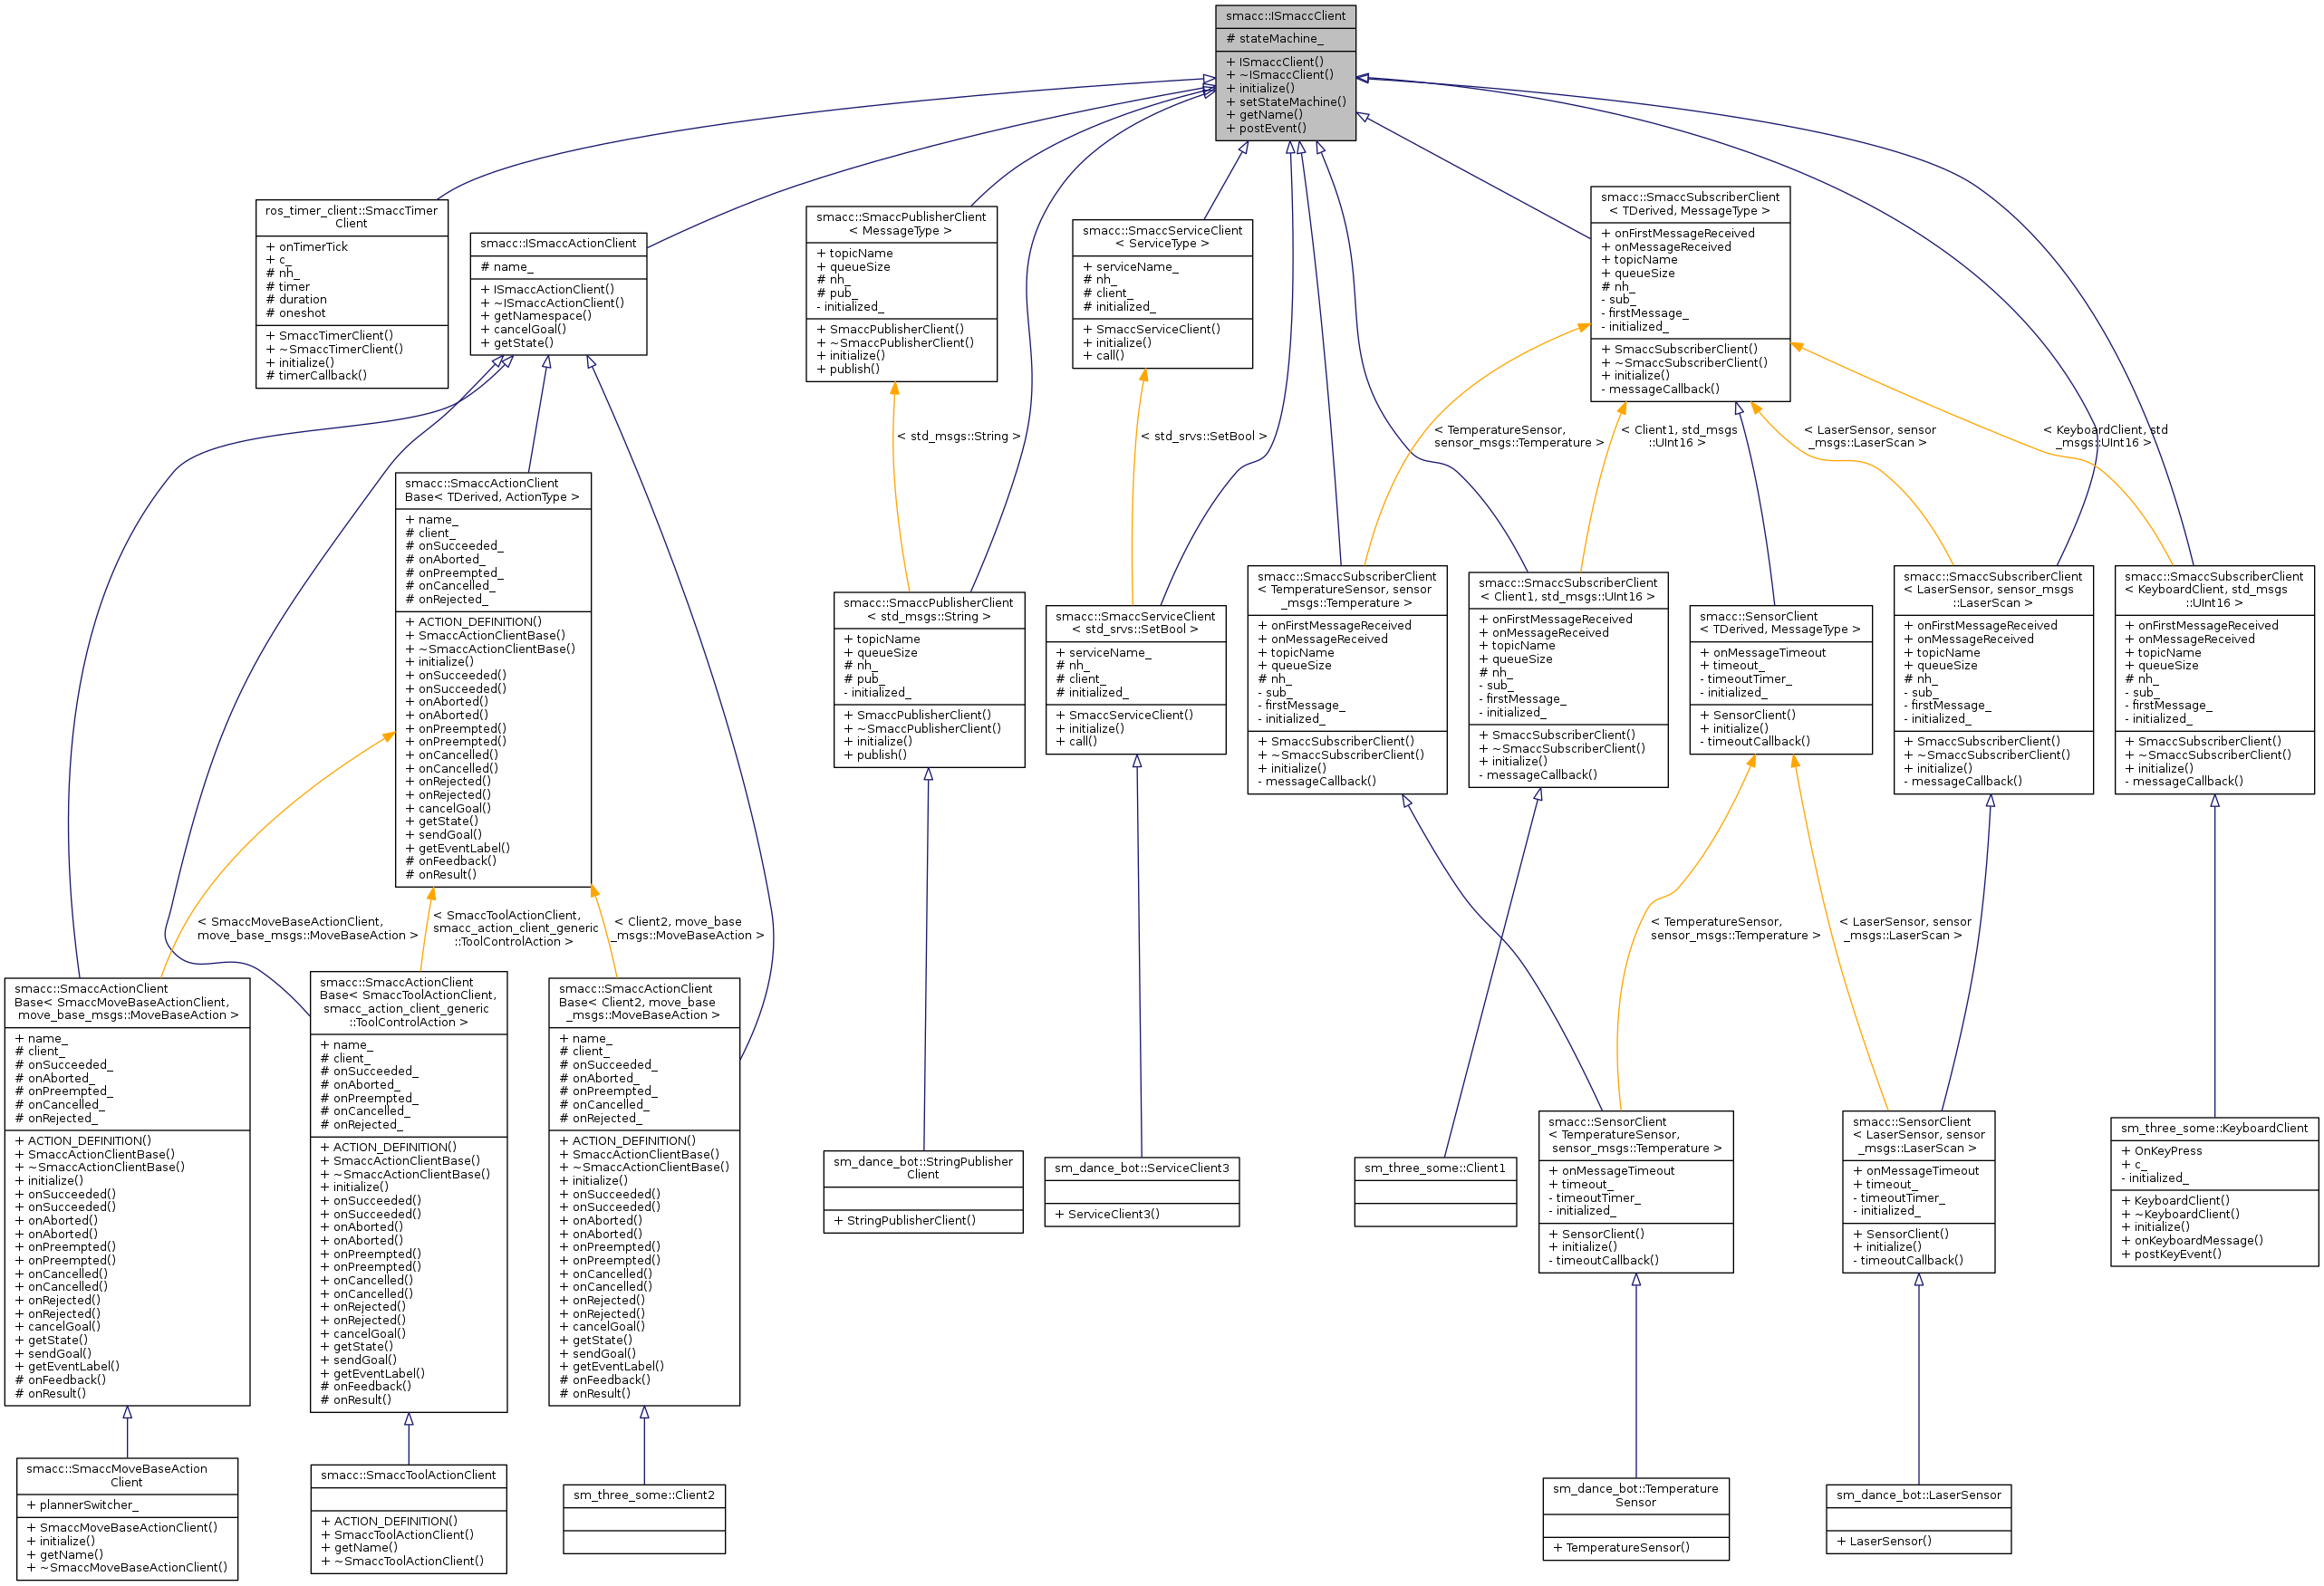 smacc::ISmaccClient
# stateMachine_
+ ISmaccClient()
+ ~ISmaccClient()
+ initialize()
+ setStateMachine()
+ getName()
+ postEvent()
ros_timer_client::SmaccTimer
Client
+ onTimerTick
+ c_
# nh_
# timer
# duration
# oneshot
+ SmaccTimerClient()
+ ~SmaccTimerClient()
+ initialize()
# timerCallback()
smacc::ISmaccActionClient
# name_
+ ISmaccActionClient()
+ ~ISmaccActionClient()
+ getNamespace()
+ cancelGoal()
+ getState()
smacc::SmaccPublisherClient
< MessageType >
+ topicName
+ queueSize
# nh_
# pub_
- initialized_
+ SmaccPublisherClient()
+ ~SmaccPublisherClient()
+ initialize()
+ publish()
smacc::SmaccServiceClient
< ServiceType >
+ serviceName_
# nh_
# client_
# initialized_
+ SmaccServiceClient()
+ initialize()
+ call()
smacc::SmaccSubscriberClient
< TDerived, MessageType >
+ onFirstMessageReceived
+ onMessageReceived
+ topicName
+ queueSize
# nh_
- sub_
- firstMessage_
- initialized_
+ SmaccSubscriberClient()
+ ~SmaccSubscriberClient()
+ initialize()
- messageCallback()
< std_msgs::String >
< std_srvs::SetBool >
< TemperatureSensor,
sensor_msgs::Temperature >
< Client1, std_msgs
::UInt16 >
< LaserSensor, sensor
_msgs::LaserScan >
< KeyboardClient, std
_msgs::UInt16 >
smacc::SmaccActionClient
Base< TDerived, ActionType >
+ name_
# client_
# onSucceeded_
# onAborted_
# onPreempted_
# onCancelled_
# onRejected_
+ ACTION_DEFINITION()
+ SmaccActionClientBase()
+ ~SmaccActionClientBase()
+ initialize()
+ onSucceeded()
+ onSucceeded()
+ onAborted()
+ onAborted()
+ onPreempted()
+ onPreempted()
+ onCancelled()
+ onCancelled()
+ onRejected()
+ onRejected()
+ cancelGoal()
+ getState()
+ sendGoal()
+ getEventLabel()
# onFeedback()
# onResult()
smacc::SmaccPublisherClient
< std_msgs::String >
+ topicName
+ queueSize
# nh_
# pub_
- initialized_
+ SmaccPublisherClient()
+ ~SmaccPublisherClient()
+ initialize()
+ publish()
smacc::SmaccServiceClient
< std_srvs::SetBool >
+ serviceName_
# nh_
# client_
# initialized_
+ SmaccServiceClient()
+ initialize()
+ call()
smacc::SmaccSubscriberClient
< TemperatureSensor, sensor
_msgs::Temperature >
+ onFirstMessageReceived
+ onMessageReceived
+ topicName
+ queueSize
# nh_
- sub_
- firstMessage_
- initialized_
+ SmaccSubscriberClient()
+ ~SmaccSubscriberClient()
+ initialize()
- messageCallback()
smacc::SmaccSubscriberClient
< Client1, std_msgs::UInt16 >
+ onFirstMessageReceived
+ onMessageReceived
+ topicName
+ queueSize
# nh_
- sub_
- firstMessage_
- initialized_
+ SmaccSubscriberClient()
+ ~SmaccSubscriberClient()
+ initialize()
- messageCallback()
smacc::SensorClient
< TDerived, MessageType >
+ onMessageTimeout
+ timeout_
- timeoutTimer_
- initialized_
+ SensorClient()
+ initialize()
- timeoutCallback()
smacc::SmaccSubscriberClient
< LaserSensor, sensor_msgs
::LaserScan >
+ onFirstMessageReceived
+ onMessageReceived
+ topicName
+ queueSize
# nh_
- sub_
- firstMessage_
- initialized_
+ SmaccSubscriberClient()
+ ~SmaccSubscriberClient()
+ initialize()
- messageCallback()
smacc::SmaccSubscriberClient
< KeyboardClient, std_msgs
::UInt16 >
+ onFirstMessageReceived
+ onMessageReceived
+ topicName
+ queueSize
# nh_
- sub_
- firstMessage_
- initialized_
+ SmaccSubscriberClient()
+ ~SmaccSubscriberClient()
+ initialize()
- messageCallback()
< SmaccMoveBaseActionClient,
move_base_msgs::MoveBaseAction >
< SmaccToolActionClient,
smacc_action_client_generic
::ToolControlAction >
< Client2, move_base
_msgs::MoveBaseAction >
< TemperatureSensor,
sensor_msgs::Temperature >
< LaserSensor, sensor
_msgs::LaserScan >
smacc::SmaccActionClient
Base< SmaccMoveBaseActionClient,
move_base_msgs::MoveBaseAction >
+ name_
# client_
# onSucceeded_
# onAborted_
# onPreempted_
# onCancelled_
# onRejected_
+ ACTION_DEFINITION()
+ SmaccActionClientBase()
+ ~SmaccActionClientBase()
+ initialize()
+ onSucceeded()
+ onSucceeded()
+ onAborted()
+ onAborted()
+ onPreempted()
+ onPreempted()
+ onCancelled()
+ onCancelled()
+ onRejected()
+ onRejected()
+ cancelGoal()
+ getState()
+ sendGoal()
+ getEventLabel()
# onFeedback()
# onResult()
smacc::SmaccActionClient
Base< SmaccToolActionClient,
smacc_action_client_generic
::ToolControlAction >
+ name_
# client_
# onSucceeded_
# onAborted_
# onPreempted_
# onCancelled_
# onRejected_
+ ACTION_DEFINITION()
+ SmaccActionClientBase()
+ ~SmaccActionClientBase()
+ initialize()
+ onSucceeded()
+ onSucceeded()
+ onAborted()
+ onAborted()
+ onPreempted()
+ onPreempted()
+ onCancelled()
+ onCancelled()
+ onRejected()
+ onRejected()
+ cancelGoal()
+ getState()
+ sendGoal()
+ getEventLabel()
# onFeedback()
# onResult()
smacc::SmaccActionClient
Base< Client2, move_base
_msgs::MoveBaseAction >
+ name_
# client_
# onSucceeded_
# onAborted_
# onPreempted_
# onCancelled_
# onRejected_
+ ACTION_DEFINITION()
+ SmaccActionClientBase()
+ ~SmaccActionClientBase()
+ initialize()
+ onSucceeded()
+ onSucceeded()
+ onAborted()
+ onAborted()
+ onPreempted()
+ onPreempted()
+ onCancelled()
+ onCancelled()
+ onRejected()
+ onRejected()
+ cancelGoal()
+ getState()
+ sendGoal()
+ getEventLabel()
# onFeedback()
# onResult()
sm_dance_bot::StringPublisher
Client
+ StringPublisherClient()
sm_dance_bot::ServiceClient3
+ ServiceClient3()
sm_three_some::Client1
smacc::SensorClient
< TemperatureSensor,
sensor_msgs::Temperature >
+ onMessageTimeout
+ timeout_
- timeoutTimer_
- initialized_
+ SensorClient()
+ initialize()
- timeoutCallback()
smacc::SensorClient
< LaserSensor, sensor
_msgs::LaserScan >
+ onMessageTimeout
+ timeout_
- timeoutTimer_
- initialized_
+ SensorClient()
+ initialize()
- timeoutCallback()
sm_three_some::KeyboardClient
+ OnKeyPress
+ c_
- initialized_
+ KeyboardClient()
+ ~KeyboardClient()
+ initialize()
+ onKeyboardMessage()
+ postKeyEvent()
smacc::SmaccMoveBaseAction
Client
+ plannerSwitcher_
+ SmaccMoveBaseActionClient()
+ initialize()
+ getName()
+ ~SmaccMoveBaseActionClient()
smacc::SmaccToolActionClient
+ ACTION_DEFINITION()
+ SmaccToolActionClient()
+ getName()
+ ~SmaccToolActionClient()
sm_three_some::Client2
sm_dance_bot::Temperature
Sensor
+ TemperatureSensor()
sm_dance_bot::LaserSensor
+ LaserSensor()